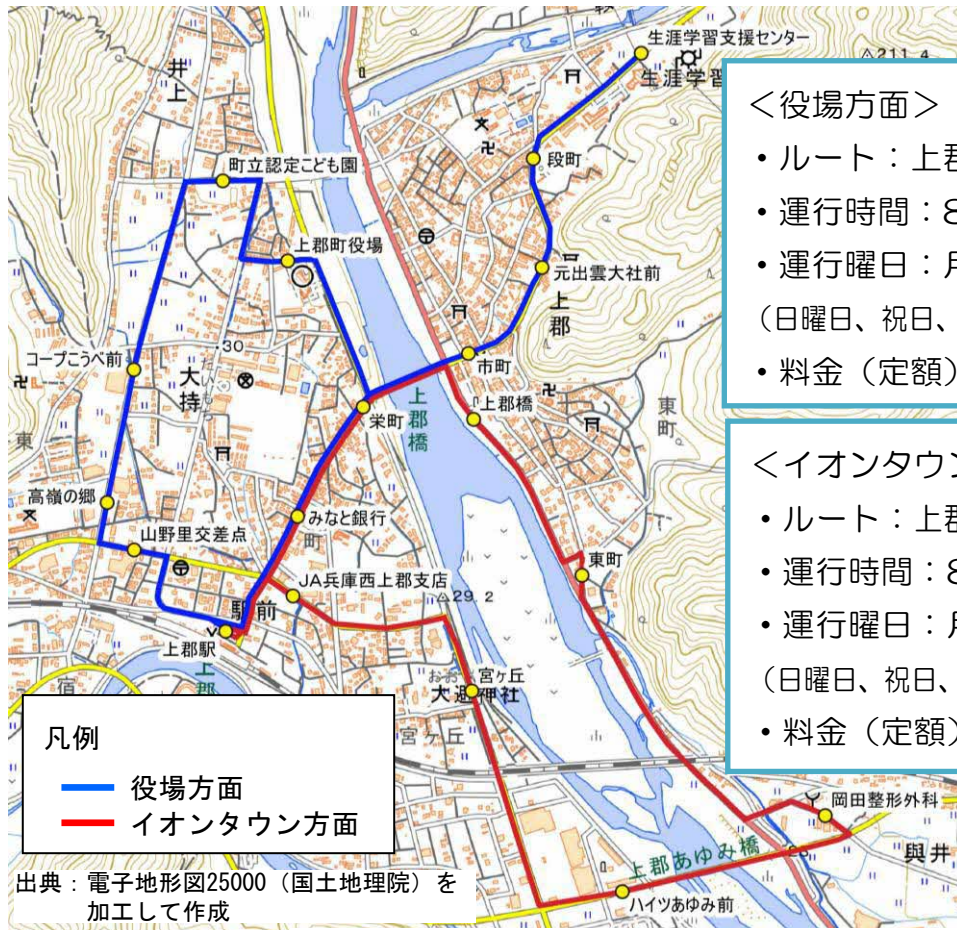 生涯学習支援センター
211.4
生涯学習
井上
段町
町立認定こども園
上郡町役場
元出雲大社前
上郡
30
コープこうべ前
大持
市町
上郡橋
上郡橋
栄町
東町
東
高嶺の郷
みなと銀行
町
山野里交差点
東町
JA兵庫西上郡支店
29.2
駅前
上郡駅
上郡
宿
宮ヶ丘
宮ヶ丘
岡田整形外科
上郡あゆみ橋
與井
ハイツあゆみ前
<役場方面>
・ルート:上郡
・運行時間:8
・運行曜日:月
(日曜日、祝日、
・料金(定額)
<イオンタウン
・ルート:上郡
・運行時間:8
・運行曜日:月
(日曜日、祝日、
・料金(定額)
凡例
役場方面
イオンタウン方面
出典:電子地形図25000(国土地理院)を
加工して作成